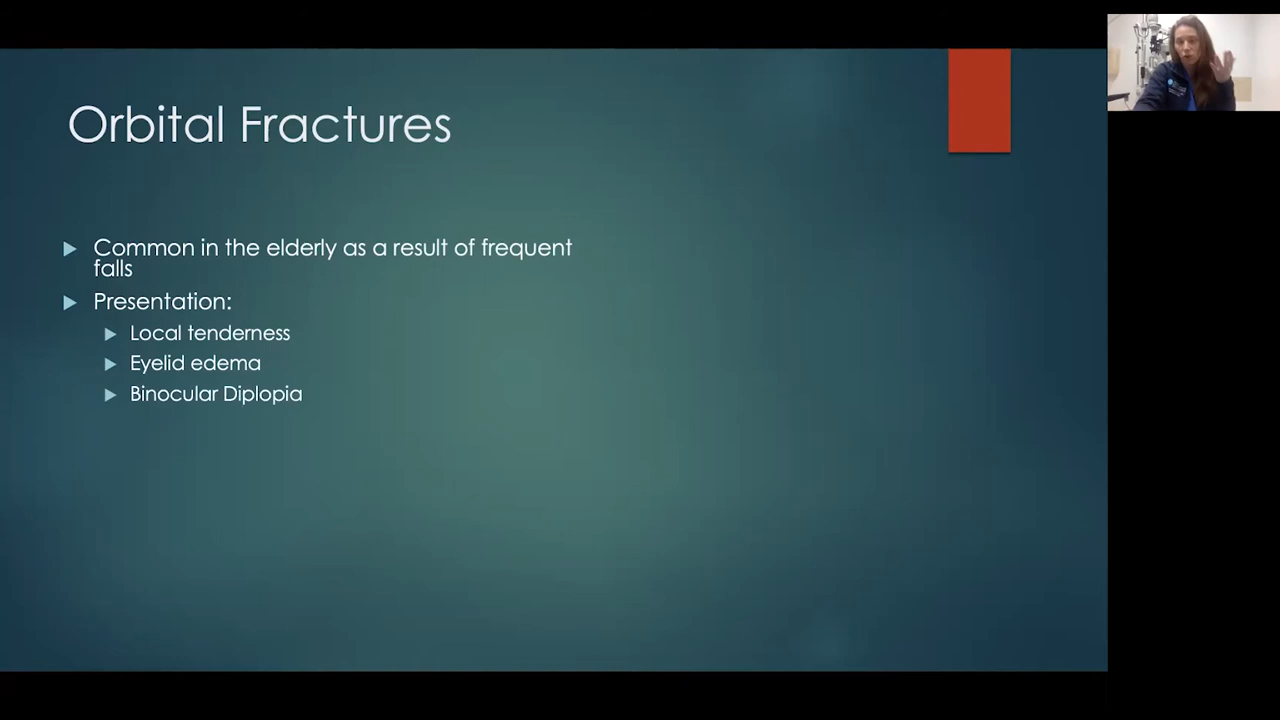 Orbital Fractures
Common in the elderly as a result of frequent
falls
Presentation:
Local tenderness
Eyelid edema
Binocular Diplopia